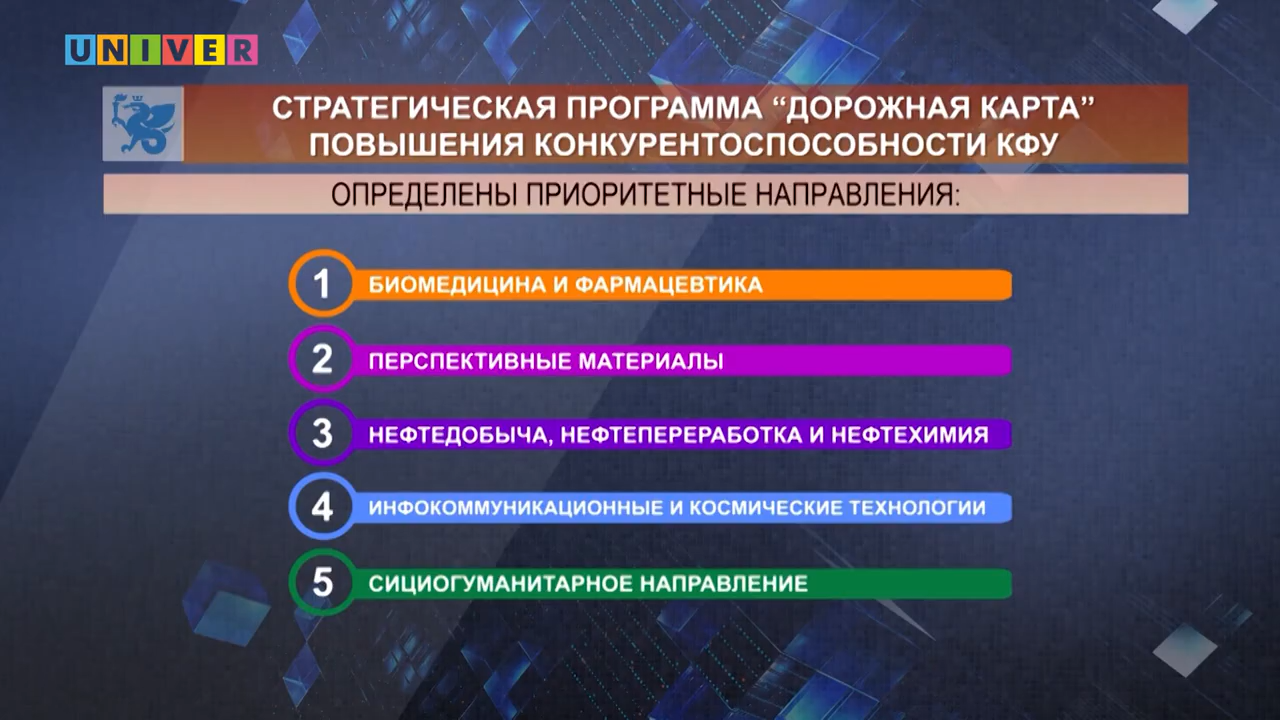 UNIVER
СТРАТЕГИЧЕСКАЯ ПРОГРАММА “ДОРОЖНАЯ КАРТА”
ПОВЫШЕНИЯ КОНКУРЕНТОСПОСОБНОСТИ КФУ
ОПРЕДЕЛЕНЫ ПРИОРИТЕТНЫЕ НАПРАВЛЕНИЯ:
1 БИОМЕДИЦИНА И ФАРМАЦЕВТИКА
2 ПЕРСПЕКТИВНЫЕ МАТЕРИАЛЫ
3 НЕФТЕДОБЫЧА, НЕФТЕПЕРЕРАБОТКА И НЕФТЕХИМИЯ
4 ИНФОКОММУНИКАЦИОННЫЕ И КОСМИЧЕСКИЕ ТЕХНОЛОГИИ
5 СИЦИОГУМАНИТАРНОЕ НАПРАВЛЕНИЕ